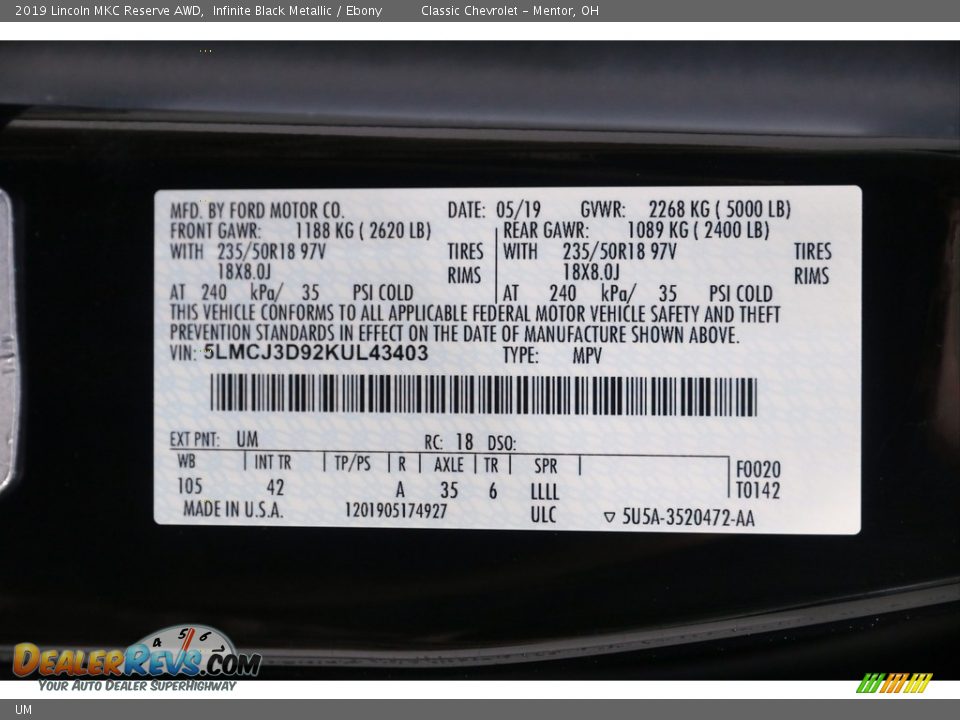 2019 Lincoln MKC Reserve AWD, Infinite Black Metallic / Ebony Classic Chevrolet - Mentor, OH
MFD. BY FORD MOTOR CO. DATE: 05/19 GVWR: 2268 KG ( 5000 LB)
FRONT GAWR: 1188 KG ( 2620 LB) REAR GAWR: 1089 KG ( 2400 LB)
WITH 235/50R18 97V TIRES WITH 235/50R18 97V TIRES
18X8.0J RIMS 18X8.0J RIMS
AT 240 kPa/ 35 PSI COLD AT 240 kPa/ 35 PSI COLD
THIS VEHICLE CONFORMS TO ALL APPLICABLE FEDERAL MOTOR VEHICLE SAFETY AND THEFT
PREVENTION STANDARDS IN EFFECT ON THE DATE OF MANUFACTURE SHOWN ABOVE.
VIN: 5LMCJ3D92KUL43403 TYPE: MPV
EXT PNT: UM RC: 18 DSO:
WB INT TR TP/PS R AXLE TR SPR F0020
105 42 A 35 6 LLLL T0142
MADE IN U.S.A. 1201905174927 ULC ▽ 5U5A-3520472-AA
4 5 6
DEALERREVS.COM
YOUR AUTO DEALER SUPERHIGHWAY
UM